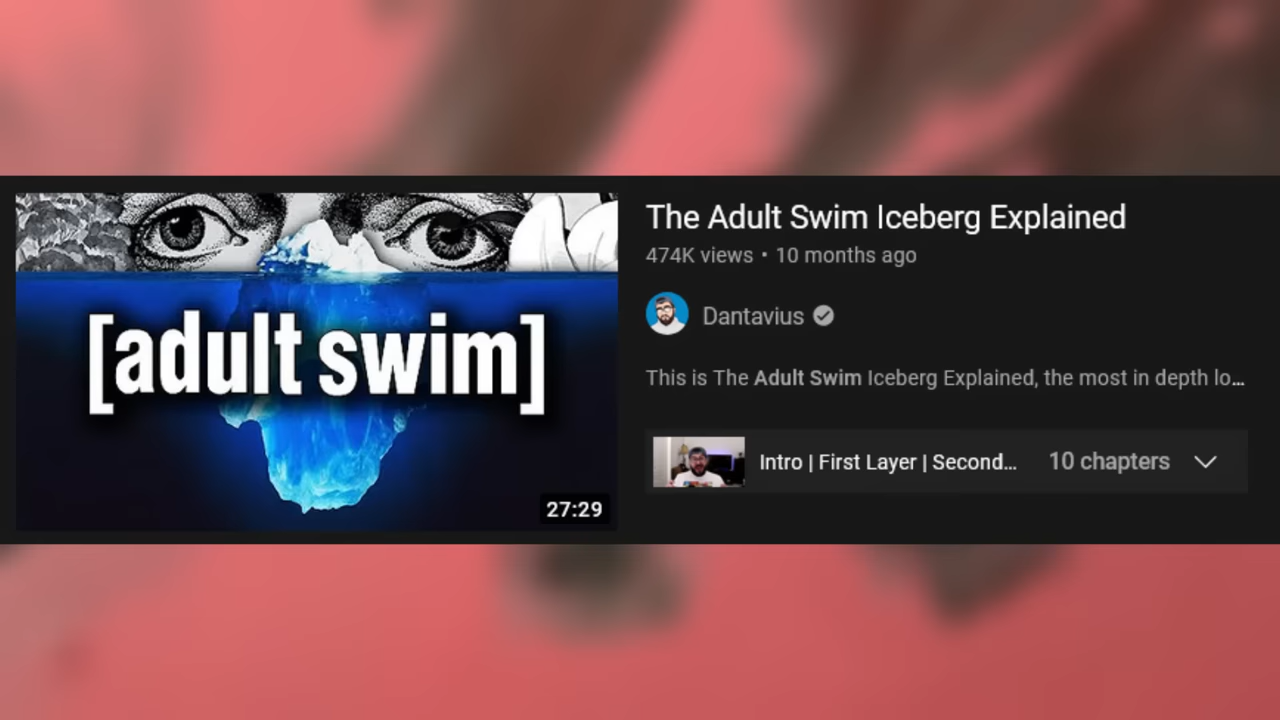 [adult swim]
27:29
The Adult Swim Iceberg Explained
474K views • 10 months ago
Dantavius
This is The Adult Swim Iceberg Explained, the most in depth lo...
Intro | First Layer | Second...
10 chapters